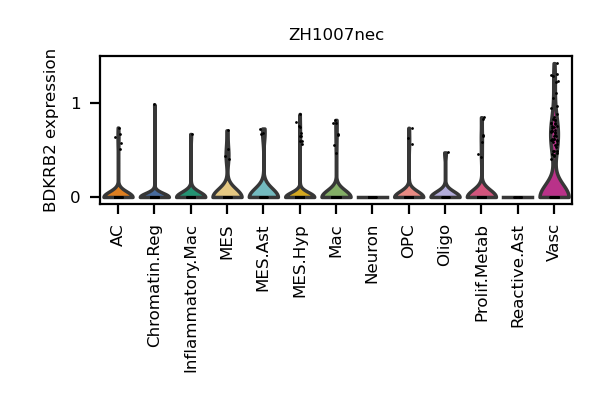 ZH1007nec
BDKRB2 expression
1
0
AC
Chromatin.Reg
Inflammatory.Mac
MES
MES.Ast
MES.Hyp
Mac
Neuron
OPC
Oligo
Prolif.Metab
Reactive.Ast
Vasc